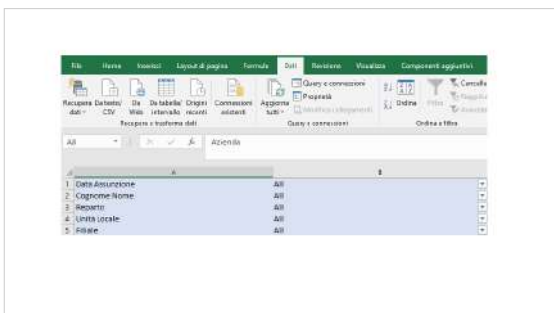 File Home Inserisci Layout di pagina Formule Dati Revisione Visualizza Componenti aggiuntivi
Query e connessioni Cancella
Proprietà
Recupera Da testo/ Da Da tabella/ Origini Connessioni Aggiorna Ordina Filtro
dati CSV Web intervallo recenti esistenti tutti
Recupera e trasforma dati Query e connessioni Ordina e filtra
A8 fx Azienda
A B
1 Data Assunzione All
2 Cognome Nome All
3 Reparto All
4 Unità Locale All
5 Filiale All